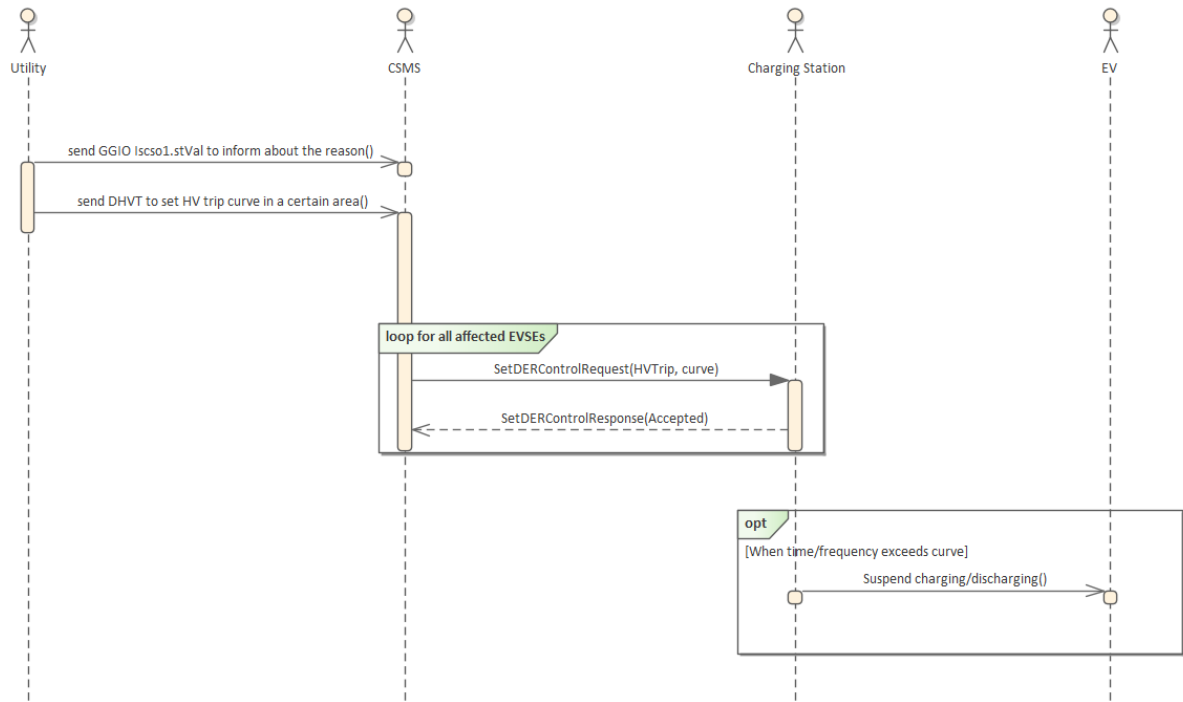 Utility
CSMS
Charging Station
EV
send GGIO Iscso1.stVal to inform about the reason()
send DHVT to set HV trip curve in a certain area()
loop for all affected EVSEs
SetDERControlRequest(HVTrip, curve)
SetDERControlResponse(Accepted)
opt
[When time/frequency exceeds curve]
Suspend charging/discharging()